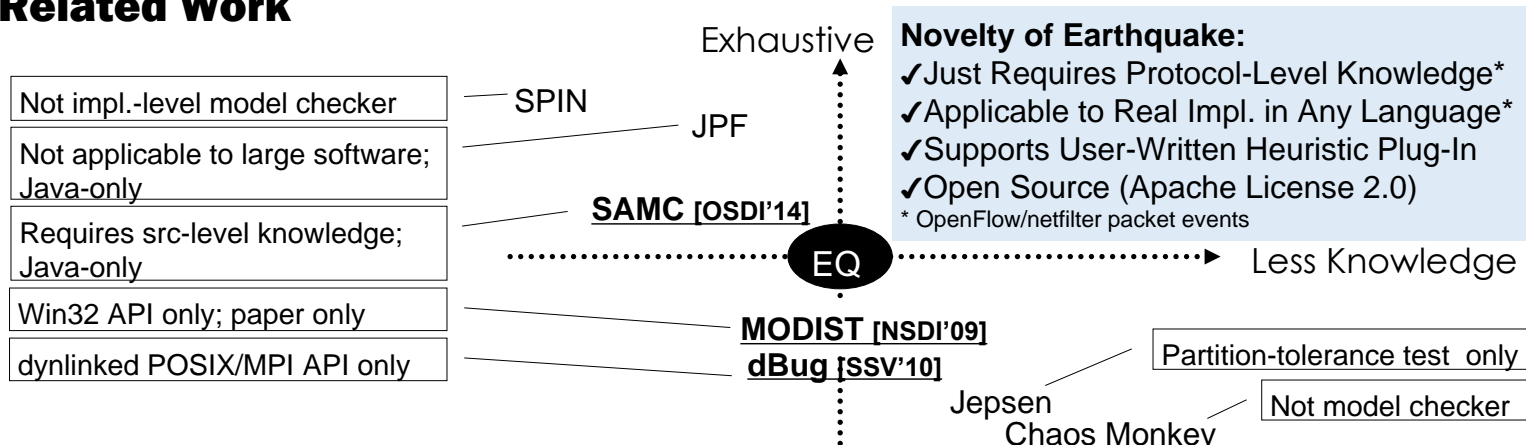 Related Work
Exhaustive
Novelty of Earthquake:
✓Just Requires Protocol-Level Knowledge*
✓Applicable to Real Impl. in Any Language*
✓Supports User-Written Heuristic Plug-In
✓Open Source (Apache License 2.0)
* OpenFlow/netfilter packet events
Not impl.-level model checker
SPIN
JPF
Not applicable to large software;
Java-only
SAMC [OSDI'14]
Requires src-level knowledge;
Java-only
EQ
Less Knowledge
Win32 API only; paper only
MODIST [NSDI'09]
dynlinked POSIX/MPI API only
dBug [SSV'10]
Partition-tolerance test only
Jepsen
Not model checker
Chaos Monkey